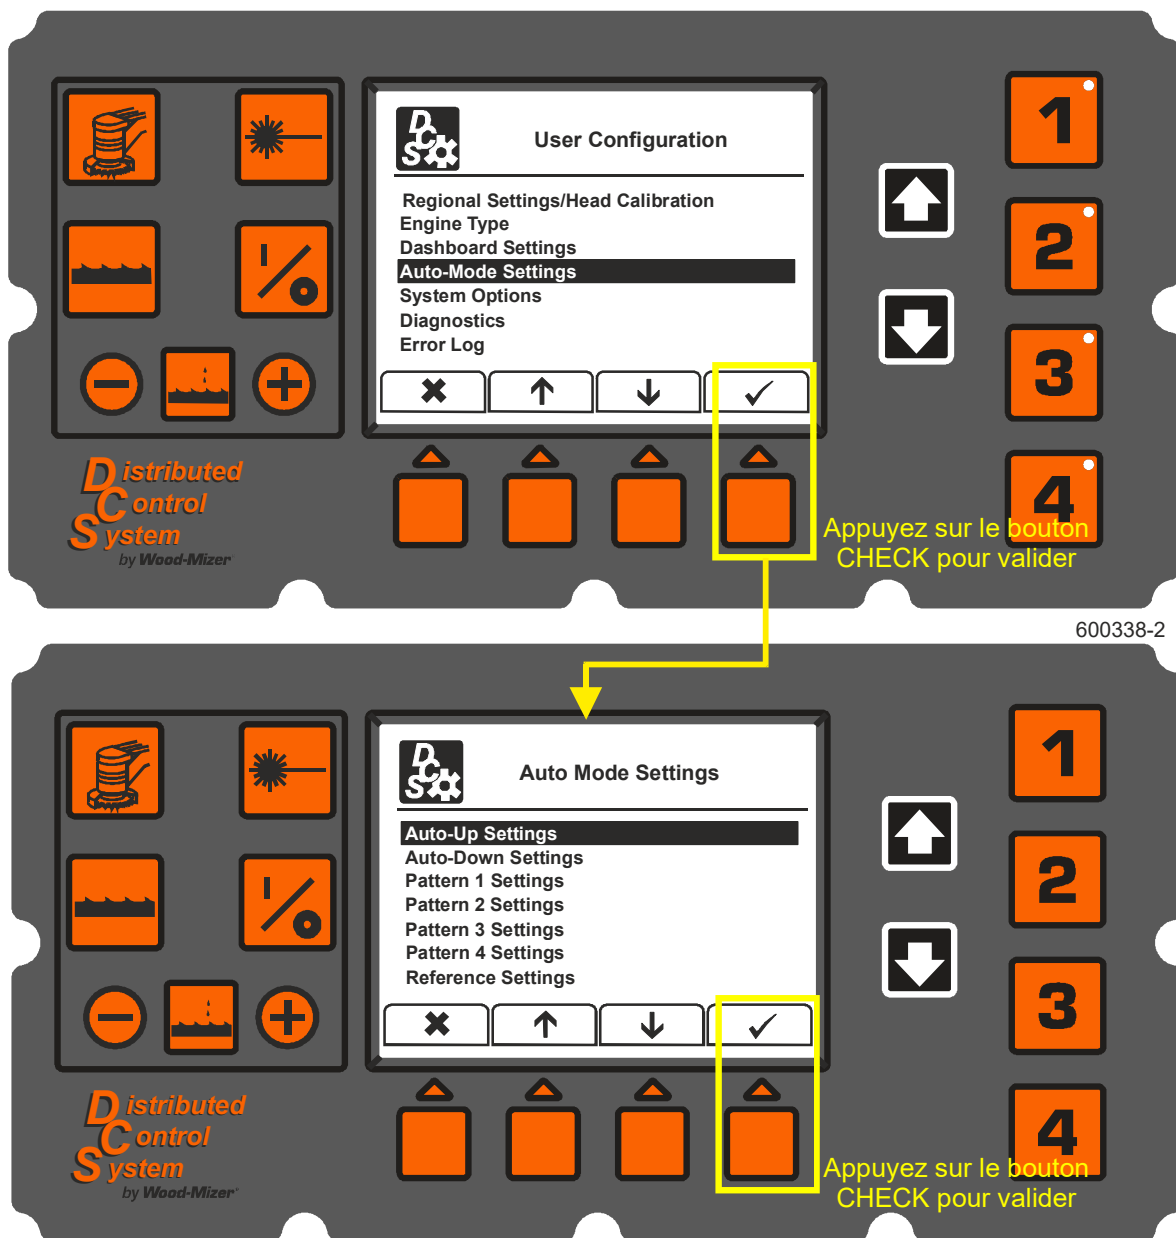 DCS
User Configuration
Regional Settings/Head Calibration
Engine Type
Dashboard Settings
Auto-Mode Settings
System Options
Diagnostics
Error Log
1
2
3
4
Distributed
Control
System
by Wood-Mizer
Appuyez sur le bouton
CHECK pour valider
600338-2
DCS
Auto Mode Settings
Auto-Up Settings
Auto-Down Settings
Pattern 1 Settings
Pattern 2 Settings
Pattern 3 Settings
Pattern 4 Settings
Reference Settings
1
2
3
4
Distributed
Control
System
by Wood-Mizer
Appuyez sur le bouton
CHECK pour valider